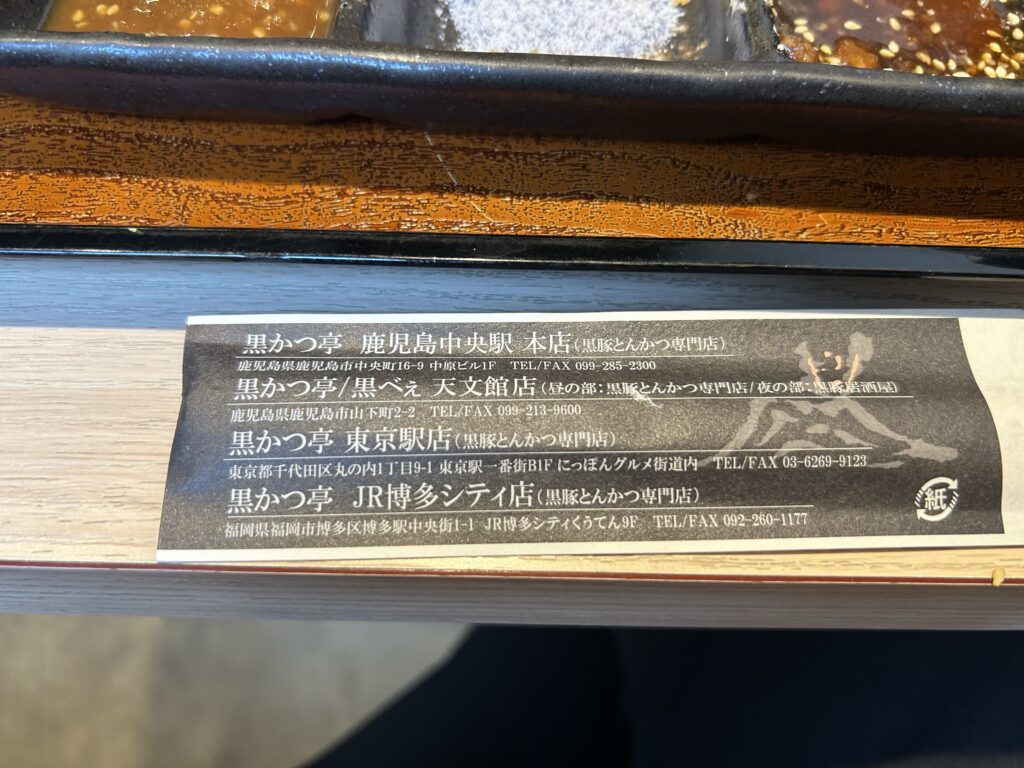 黒かつ亭 鹿児島中央駅 本店(黒豚とんかつ専門店)
鹿児島県鹿児島市中央町16-9 中原ビル1F TEL/FAX 099-285-2300
黒かつ亭/黒べぇ 天文館店(昼の部:黒豚とんかつ専門店/夜の部:黒豚居酒屋)
鹿児島県鹿児島市山下町2-2 TEL/FAX 099-213-9600
黒かつ亭 東京駅店(黒豚とんかつ専門店)
東京都千代田区丸の内1丁目9-1 東京駅一番街B1F にっぽんグルメ街道内 TEL/FAX 03-6269-9123
黒かつ亭 JR博多シティ店(黒豚とんかつ専門店)
福岡県福岡市博多区博多駅中央街1-1 JR博多シティくうてん9F TEL/FAX 092-260-1177
紙